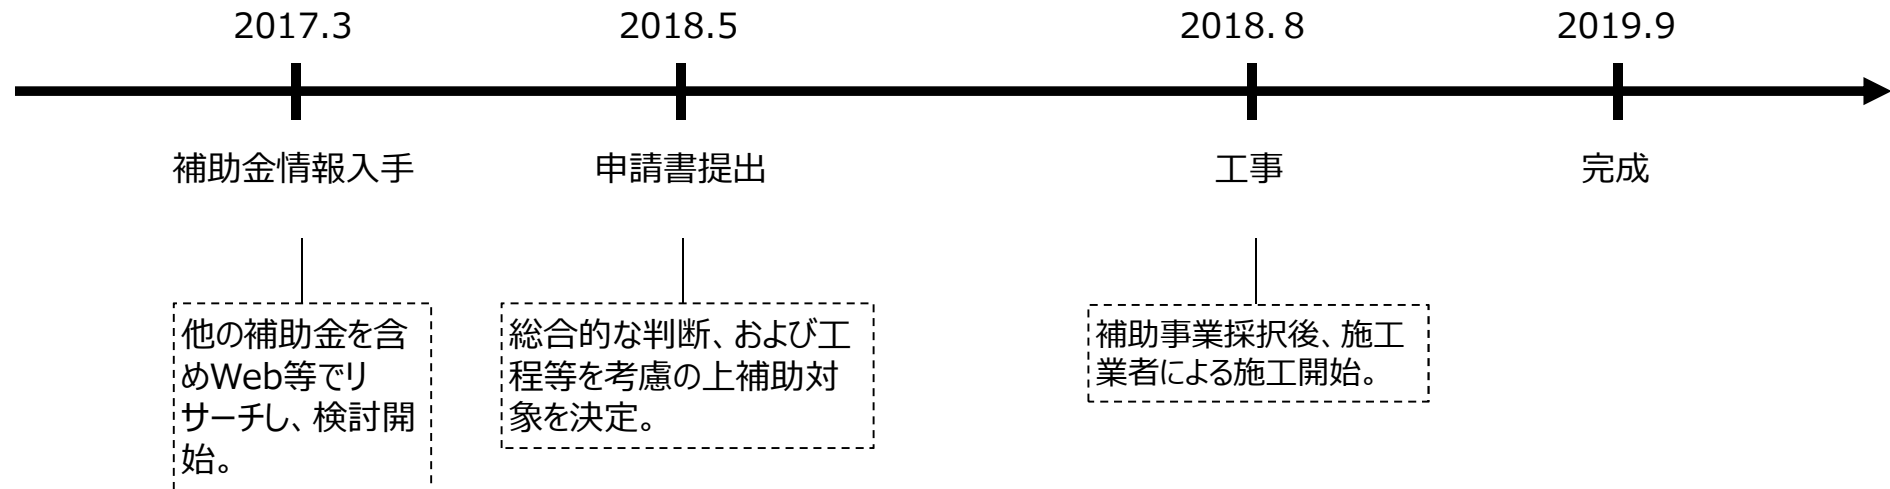 2017.3
2018.5
2018.８
2019.9
補助金情報入手
申請書提出
工事
完成
他の補助金を含
めWeb等でリ
サーチし、検討開
始。
総合的な判断、および工
程等を考慮の上補助対
象を決定。
補助事業採択後、施工
業者による施工開始。